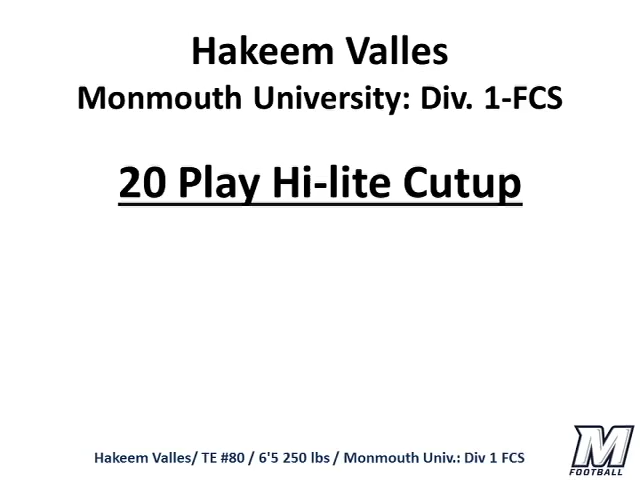 Hakeem Valles
Monmouth University: Div. 1-FCS
20 Play Hi-lite Cutup
Hakeem Valles/ TE #80 / 6'5 250 lbs / Monmouth Univ.: Div 1 FCS
M
FOOTBALL